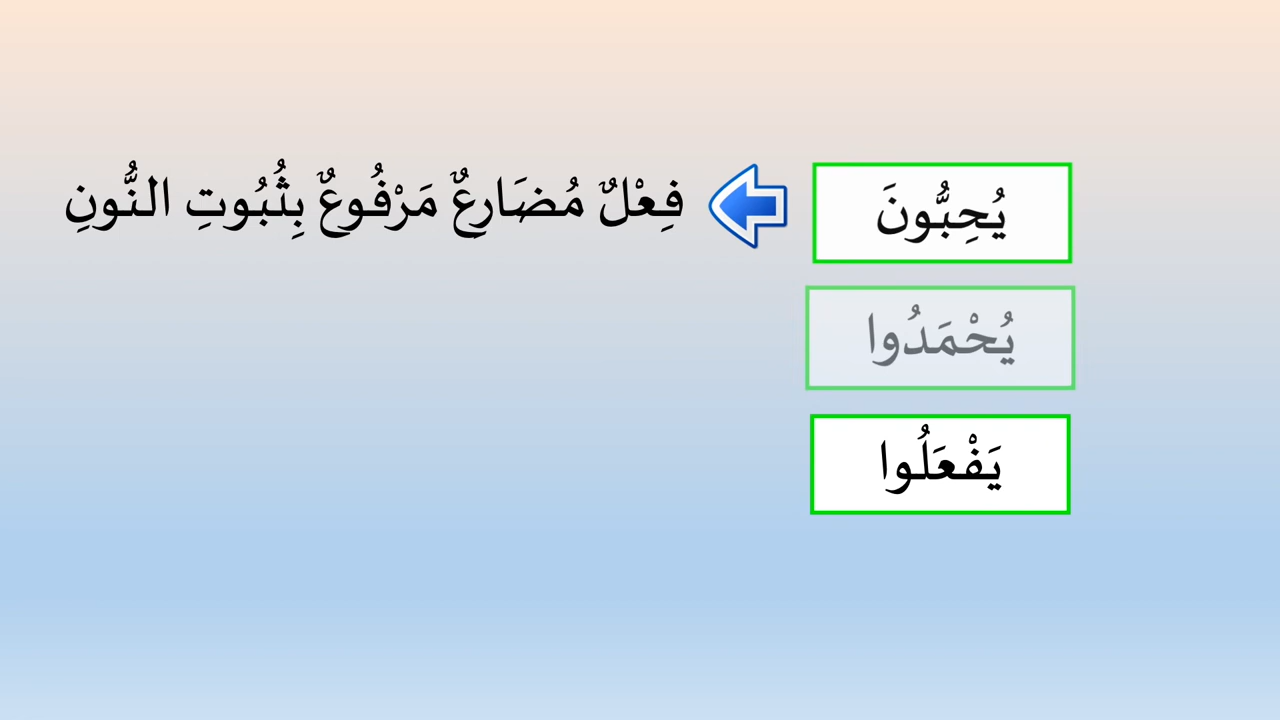 يُحِبُّونَ فِعْلٌ مُضَارِعٌ مَرْفُوعٌ بِثُبُوتِ النُّونِ
يُحْمَدُوا
يَفْعَلُوا